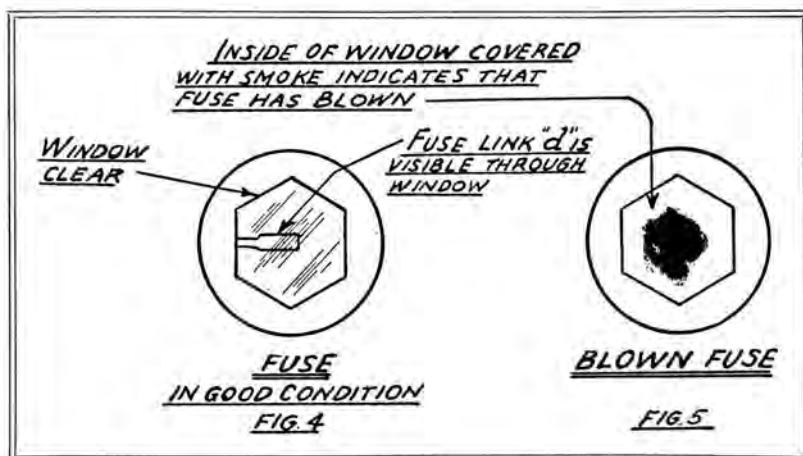 INSIDE OF WINDOW COVERED
WITH SMOKE INDICATES THAT
FUSE HAS BLOWN
WINDOW
CLEAR
FUSE LINK "d" IS
VISIBLE THROUGH
WINDOW
FUSE
IN GOOD CONDITION
FIG. 4
BLOWN FUSE
FIG. 5